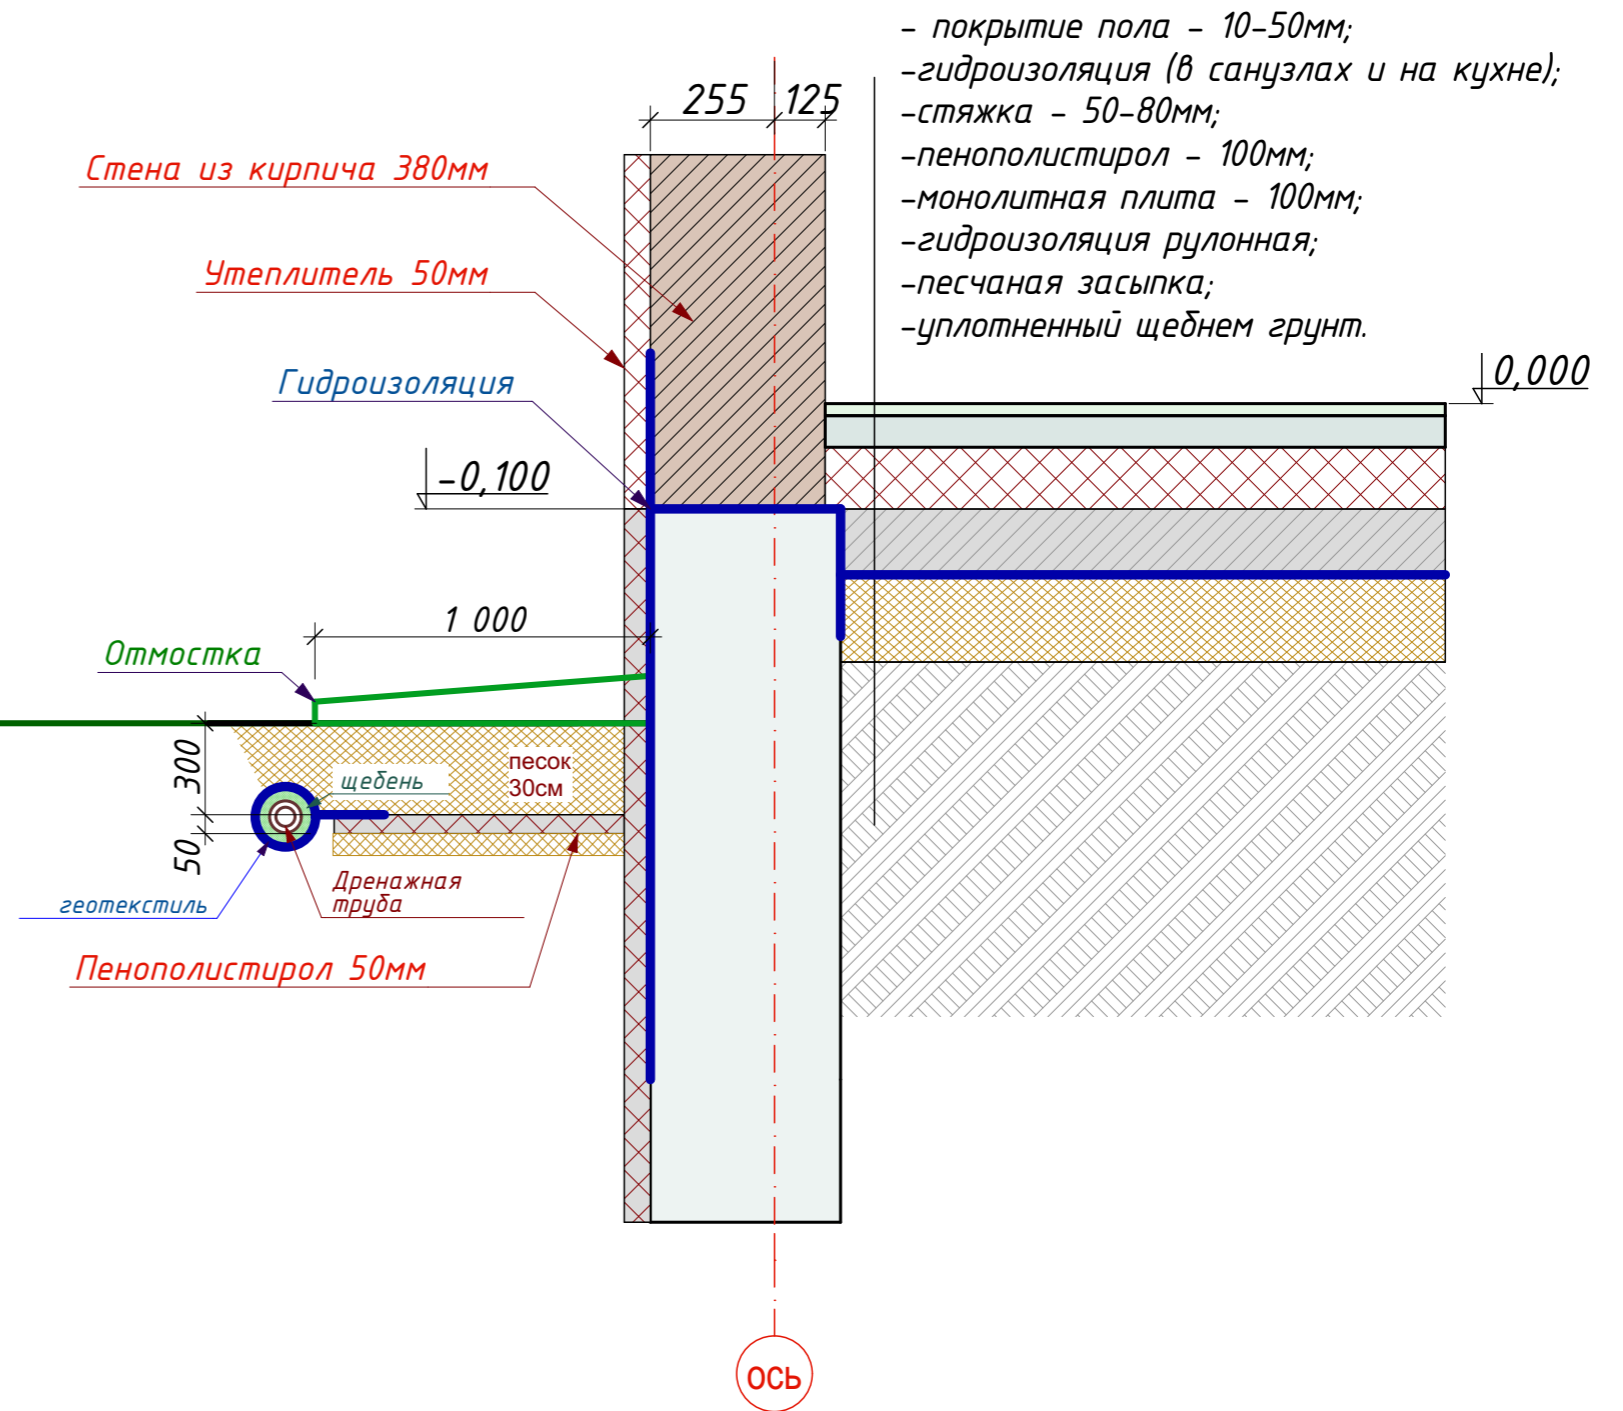 - покрытие пола - 10-50мм;
-гидроизоляция (в санузлах и на кухне);
-стяжка - 50-80мм;
-пенополистирол - 100мм;
-монолитная плита - 100мм;
-гидроизоляция рулонная;
-песчаная засыпка;
-уплотненный щебнем грунт.
255
125
Стена из кирпича 380мм
Утеплитель 50мм
Гидроизоляция
0,000
-0,100
1 000
Отмостка
300
песок
30см
щебень
50
Дренажная
труба
геотекстиль
Пенополистирол 50мм
ОСЬ